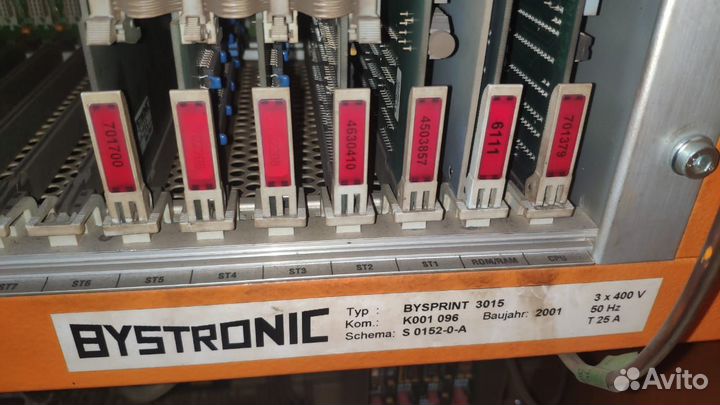 701700
4630410
4503857
6111
701379
ST7 ST6 ST5 ST4 ST3 ST2 ST1 ROM/RAM CPU
BYSTRONIC
Typ : BYSPRINT 3015
Kom.: K001 096 Baujahr: 2001
Schema: S 0152-0-A
3 x 400 V
50 Hz
T 25 A
Avito